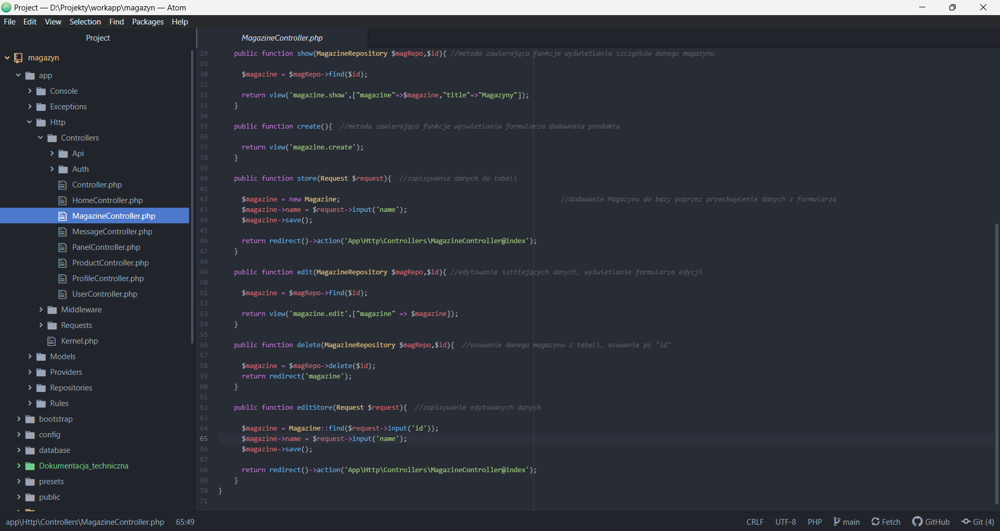 Project — D:\Projekty\workapp\magazyn — Atom
File Edit View Selection Find Packages Help
Project
magazyn
app
Console
Exceptions
Http
Controllers
Api
Auth
Controller.php
HomeController.php
MagazineController.php
MessageController.php
PanelController.php
ProductController.php
ProfileController.php
UserController.php
Middleware
Requests
Kernel.php
Models
Providers
Repositories
Rules
bootstrap
config
database
Dokumentacja_techniczna
presets
public
MagazineController.php
28 public function show(MagazineRepository $magRepo,$id){ //metoda zawierająca funkcje wyświetlania szczgółów danego magazynu
29
30 $magazine = $magRepo->find($id);
31
32 return view('magazine.show',["magazine"=>$magazine,"title"=>"Magazyny"]);
33 }
34
35 public function create(){ //metoda zawierająca funkcje wyswietlania formularza dodawnaia produktu
36
37 return view('magazine.create');
38 }
39
40 public function store(Request $request){ //zapisywanie danych do tabeli
41
42 $magazine = new Magazine; //dodawanie Magazynu do bazy poprzez przechwycenie danych z formularza
43 $magazine->name = $request->input('name');
44 $magazine->save();
45
46 return redirect()->action('App\Http\Controllers\MagazineController@index');
47 }
48
49 public function edit(MagazineRepository $magRepo,$id){ //edytowanie istniejących danych, wyświetlanie formularza edycji
50
51 $magazine = $magRepo->find($id);
52
53 return view('magazine.edit',["magazine" => $magazine]);
54 }
55
56 public function delete(MagazineRepository $magRepo,$id){ //usuwanie danego magazynu z tabeli, usuwanie po "id"
57
58 $magazine = $magRepo->delete($id);
59 return redirect('magazine');
60 }
61
62 public function editStore(Request $request){ //zapisywanie edytowanych danych
63
64 $magazine = Magazine::find($request->input('id'));
65 $magazine->name = $request->input('name');
66 $magazine->save();
67
68 return redirect()->action('App\Http\Controllers\MagazineController@index');
69 }
70 }
71
app\Http\Controllers\MagazineController.php 65:49 CRLF UTF-8 PHP main Fetch GitHub Git (4)